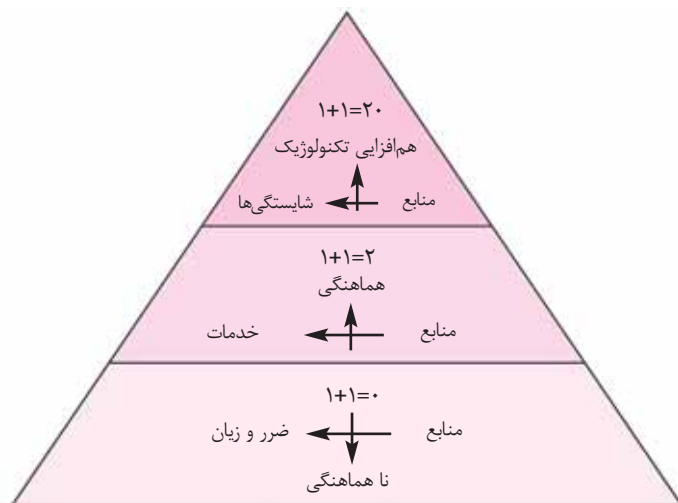 ۱+۱=۲۰
هم‌افزایی تکنولوژیک
منابع شایستگی‌ها
۱+۱=۲
هماهنگی
منابع خدمات
۱+۱=۰
منابع ضرر و زیان
نا هماهنگی